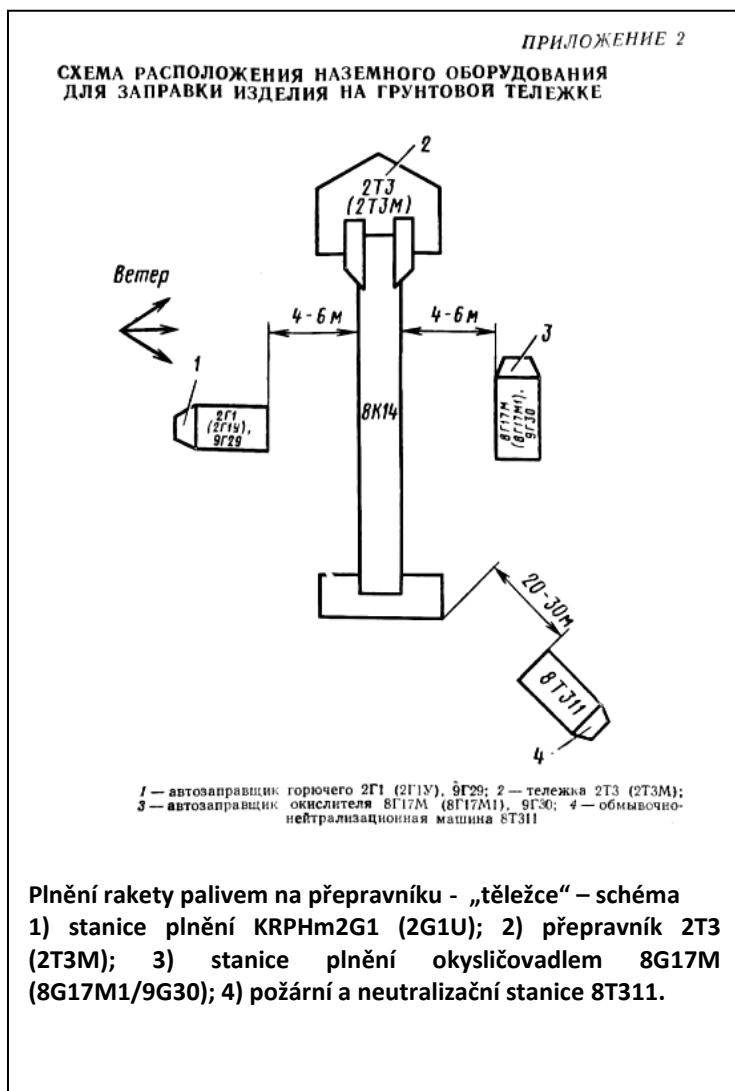 ПРИЛОЖЕНИЕ 2
СХЕМА РАСПОЛОЖЕНИЯ НАЗЕМНОГО ОБОРУДОВАНИЯ
ДЛЯ ЗАПРАВКИ ИЗДЕЛИЯ НА ГРУНТОВОЙ ТЕЛЕЖКЕ
2
2Т3
(2Т3М)
Ветер
4-6 м
4-6 м
1
3
2Г1
(2Г1У),
9Г29
8К14
8Г17М
(8Г17М1),
9Г30
20-30м
8Т311
4
1 — автозаправщик горючего 2Г1 (2Г1У), 9Г29; 2 — тележка 2Т3 (2Т3М);
3 — автозаправщик окислителя 8Г17М (8Г17М1), 9Г30; 4 — обмывочно-
нейтрализационная машина 8Т311
Plnění rakety palivem na přepravníku - „těležce“ – schéma
1) stanice plnění KRPHm2G1 (2G1U); 2) přepravník 2T3
(2T3M); 3) stanice plnění okysličovadlem 8G17M
(8G17M1/9G30); 4) požární a neutralizační stanice 8T311.